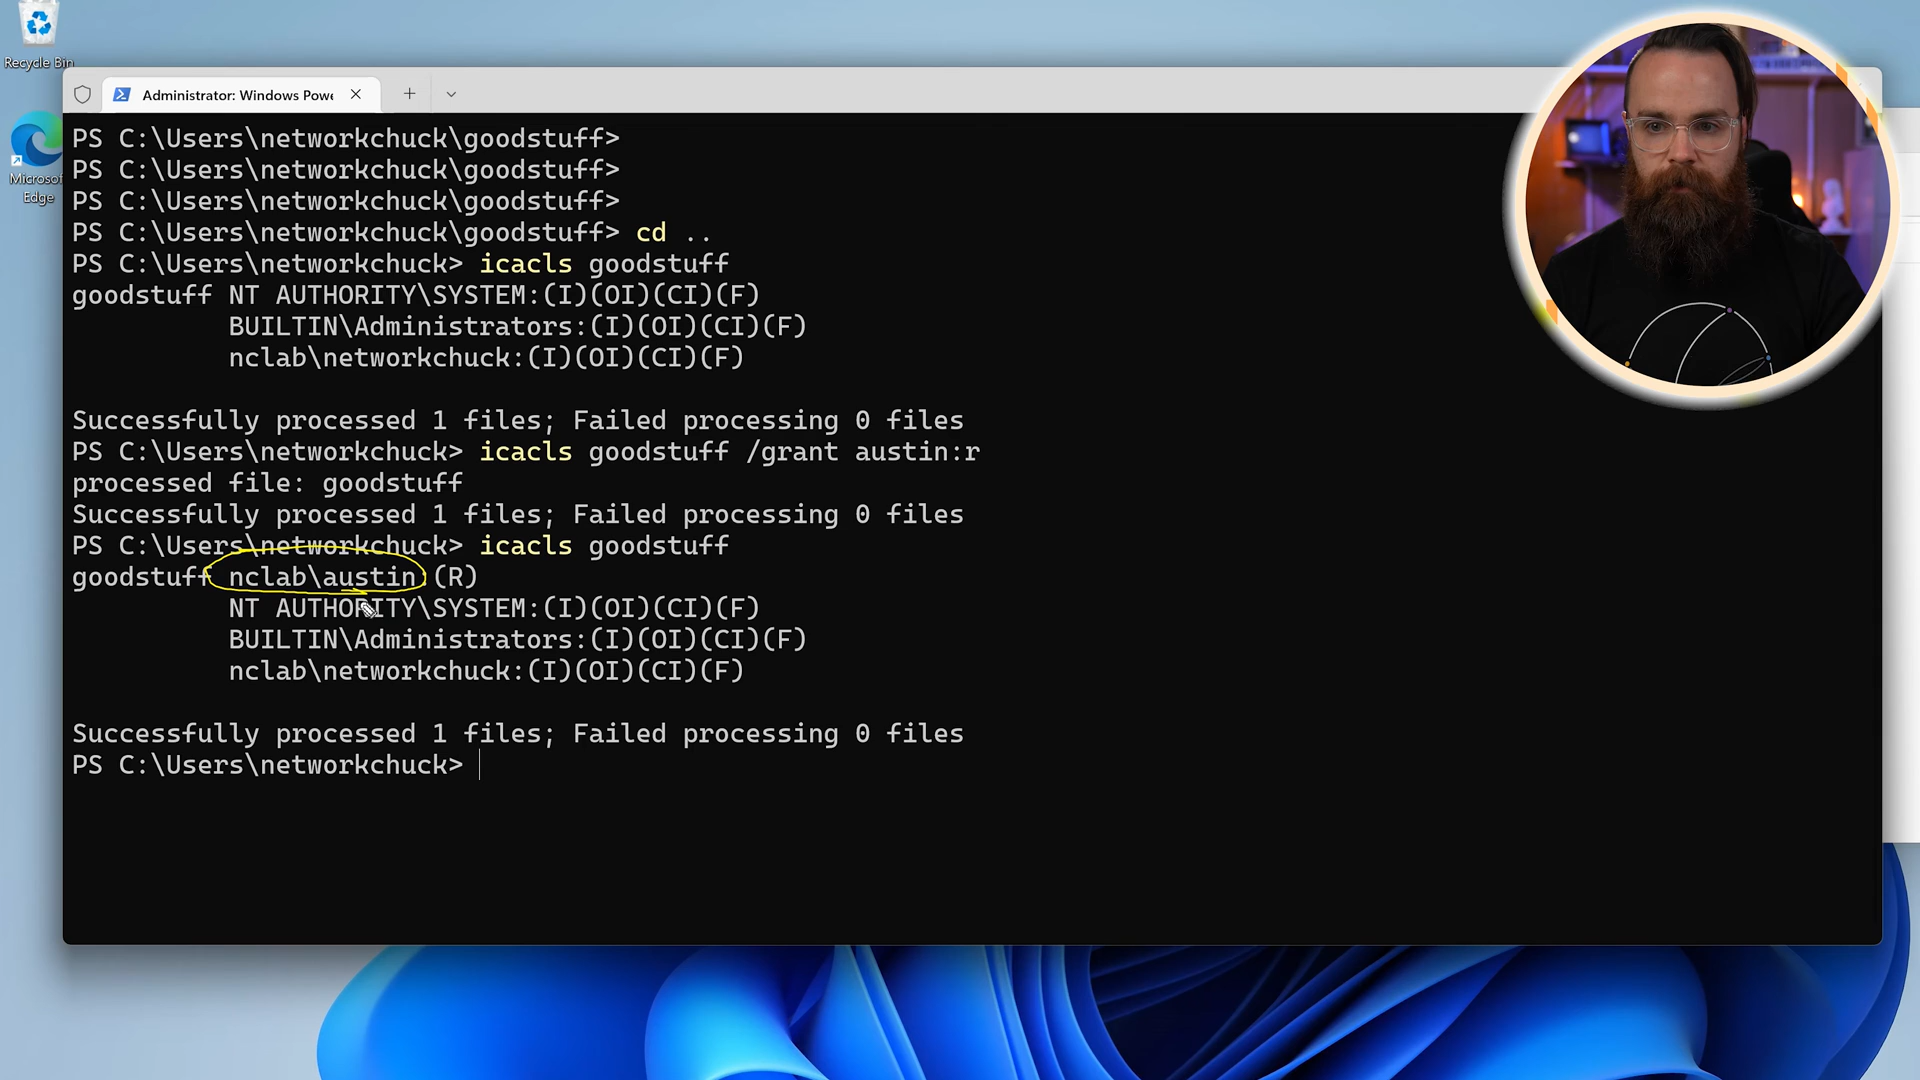 Recycle Bin
Administrator: Windows Powe
Microsof
Edge
PS C:\Users\networkchuck\goodstuff>
PS C:\Users\networkchuck\goodstuff>
PS C:\Users\networkchuck\goodstuff>
PS C:\Users\networkchuck\goodstuff> cd ..
PS C:\Users\networkchuck> icacls goodstuff
goodstuff NT AUTHORITY\SYSTEM:(I)(OI)(CI)(F)
BUILTIN\Administrators:(I)(OI)(CI)(F)
nclab\networkchuck:(I)(OI)(CI)(F)
Successfully processed 1 files; Failed processing 0 files
PS C:\Users\networkchuck> icacls goodstuff /grant austin:r
processed file: goodstuff
Successfully processed 1 files; Failed processing 0 files
PS C:\Users\networkchuck> icacls goodstuff
goodstuff nclab\austin (R)
NT AUTHORITY\SYSTEM:(I)(OI)(CI)(F)
BUILTIN\Administrators:(I)(OI)(CI)(F)
nclab\networkchuck:(I)(OI)(CI)(F)
Successfully processed 1 files; Failed processing 0 files
PS C:\Users\networkchuck>